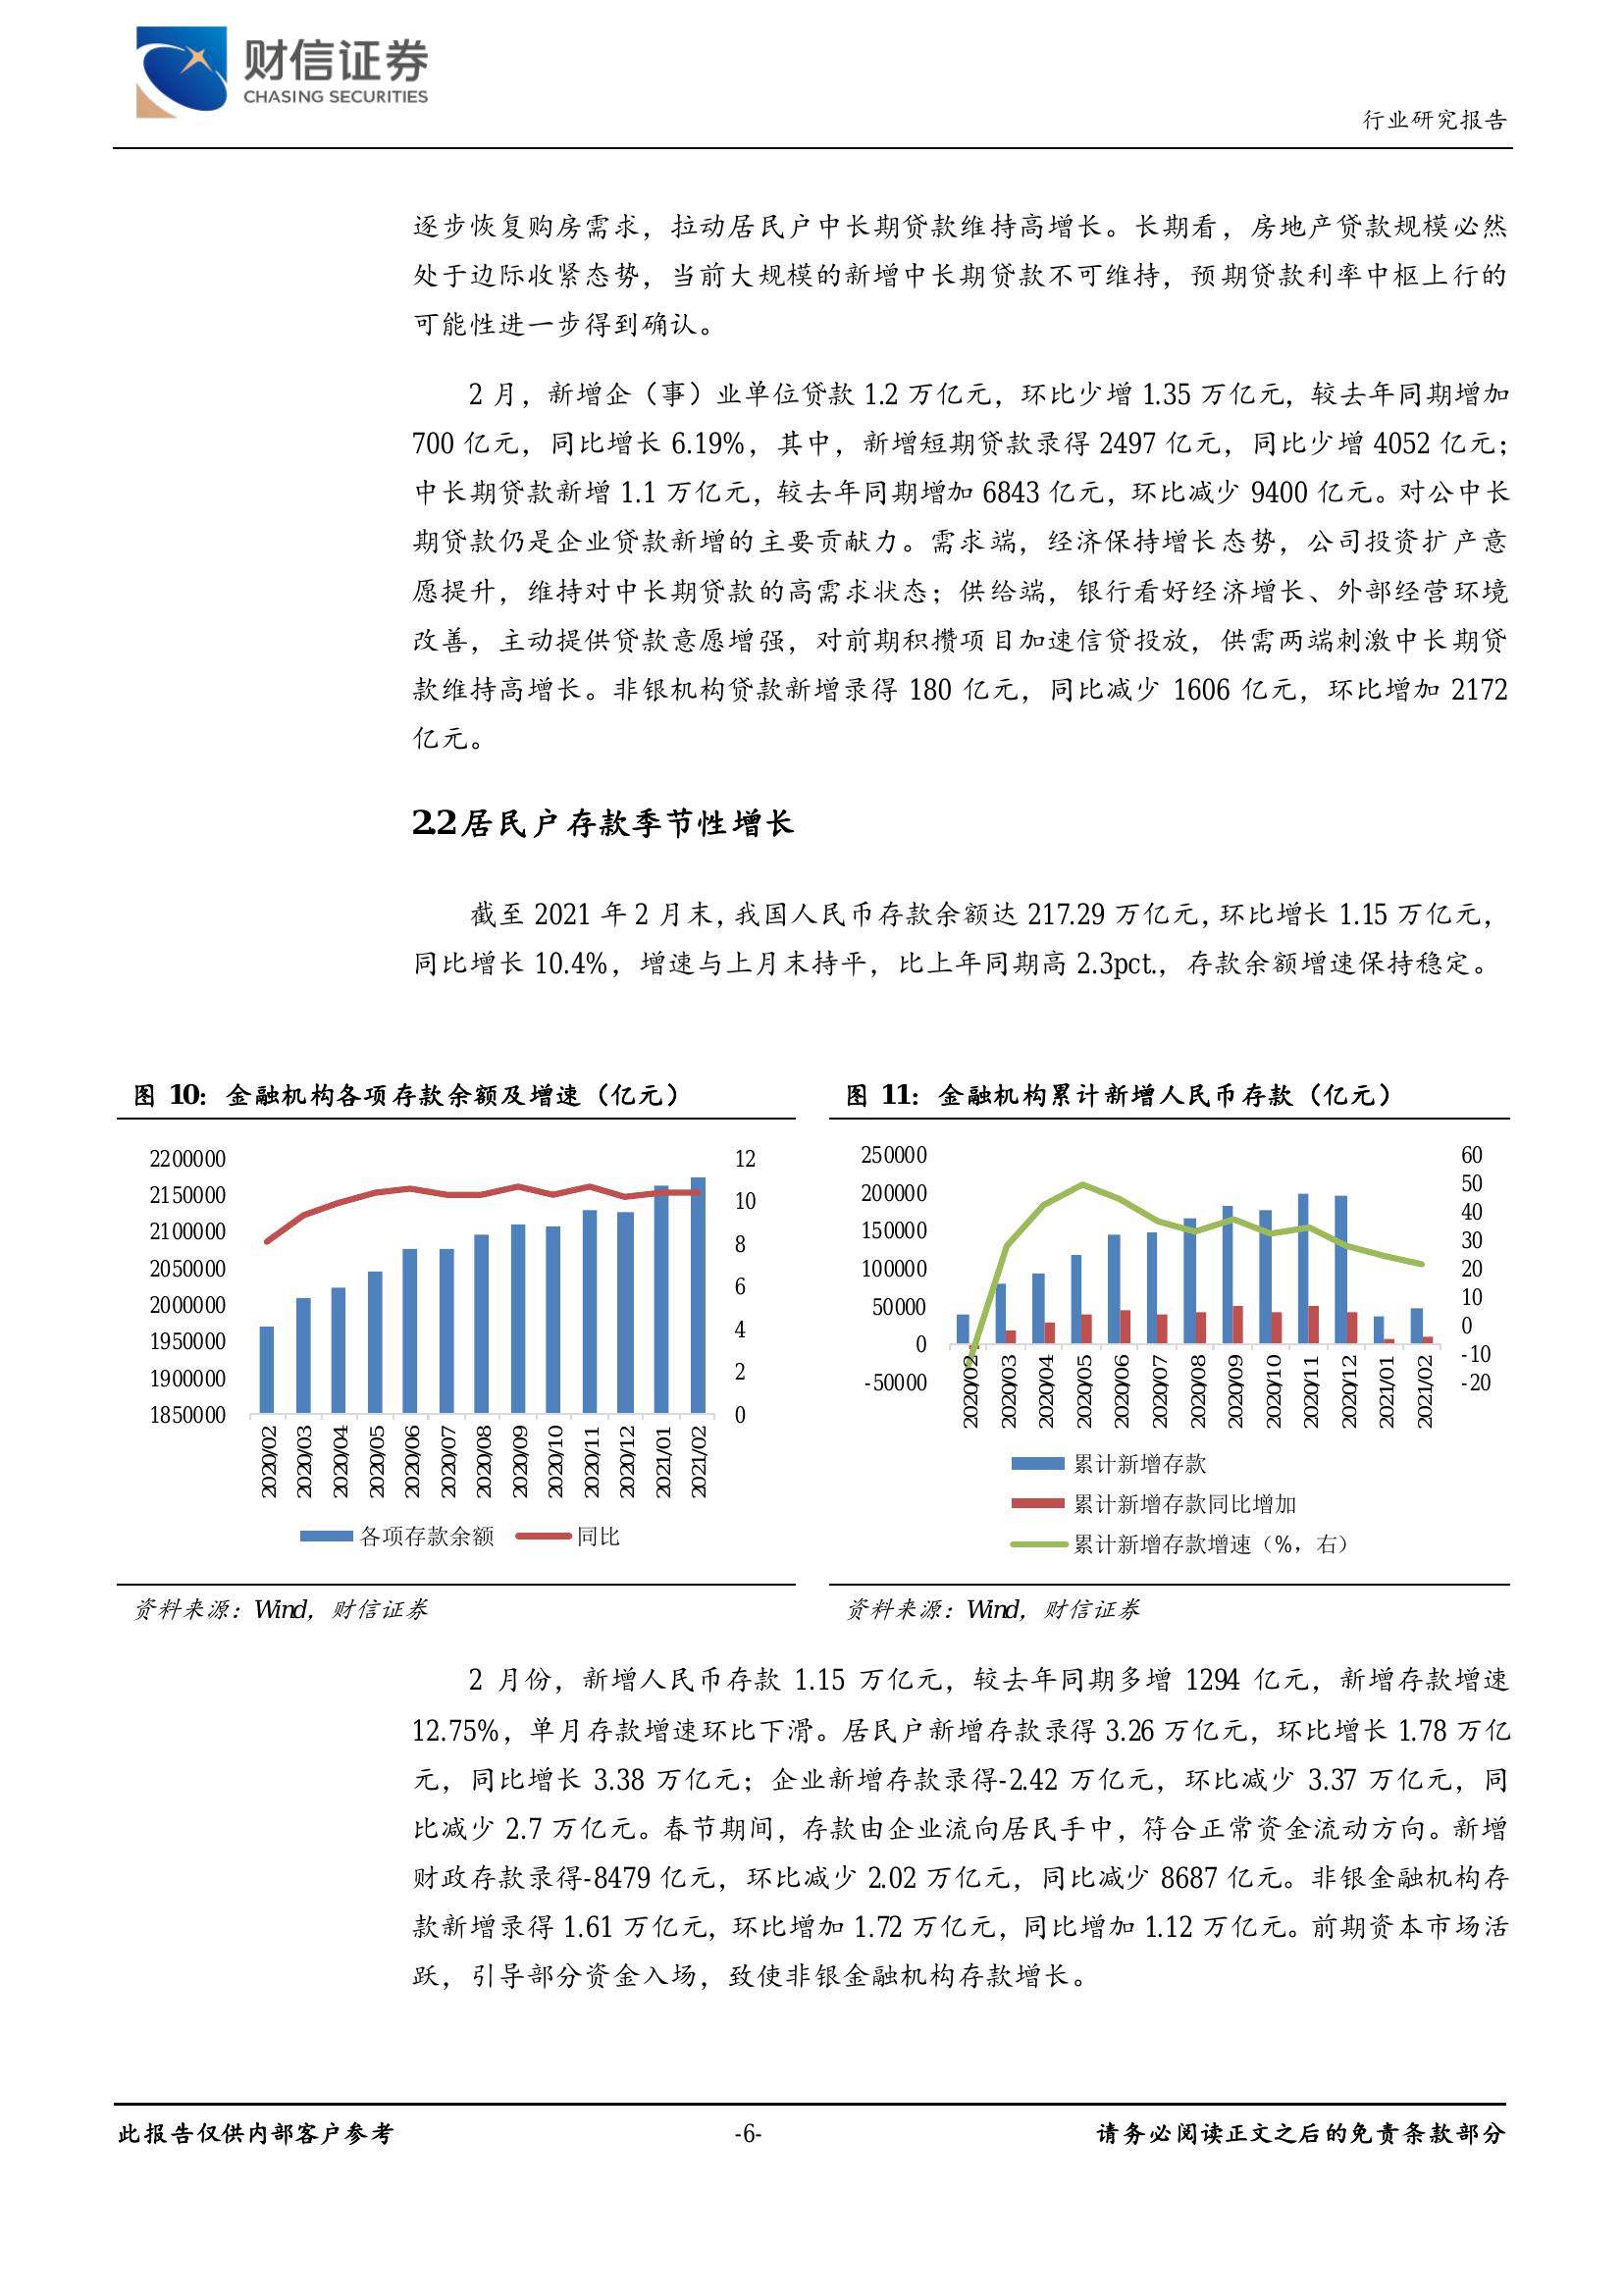 财信证券
CHASING SECURITIES
行业研究报告
逐步恢复购房需求，拉动居民户中长期贷款维持高增长。长期看，房地产贷款规模必然
处于边际收紧态势，当前大规模的新增中长期贷款不可维持，预期贷款利率中枢上行的
可能性进一步得到确认。
2 月，新增企（事）业单位贷款 1.2 万亿元，环比少增 1.35 万亿元，较去年同期增加
700 亿元，同比增长 6.19%，其中，新增短期贷款录得 2497 亿元，同比少增 4052 亿元；
中长期贷款新增 1.1 万亿元，较去年同期增加 6843 亿元，环比减少 9400 亿元。对公中长
期贷款仍是企业贷款新增的主要贡献力。需求端，经济保持增长态势，公司投资扩产意
愿提升，维持对中长期贷款的高需求状态；供给端，银行看好经济增长、外部经营环境
改善，主动提供贷款意愿增强，对前期积攒项目加速信贷投放，供需两端刺激中长期贷
款维持高增长。非银机构贷款新增录得 180 亿元，同比减少 1606 亿元，环比增加 2172
亿元。
2.2 居民户存款季节性增长
截至 2021 年 2 月末，我国人民币存款余额达 217.29 万亿元，环比增长 1.15 万亿元，
同比增长 10.4%，增速与上月末持平，比上年同期高 2.3pct.，存款余额增速保持稳定。
图 10：金融机构各项存款余额及增速（亿元）
2200000
2150000
2100000
2050000
2000000
1950000
1900000
1850000
12
10
8
6
4
2
0
2020/02
2020/03
2020/04
2020/05
2020/06
2020/07
2020/08
2020/09
2020/10
2020/11
2020/12
2021/01
2021/02
各项存款余额
同比
资料来源：Wind，财信证券
图 11：金融机构累计新增人民币存款（亿元）
250000
200000
150000
100000
50000
0
-50000
60
50
40
30
20
10
0
-10
-20
2020/02
2020/03
2020/04
2020/05
2020/06
2020/07
2020/08
2020/09
2020/10
2020/11
2020/12
2021/01
2021/02
累计新增存款
累计新增存款同比增加
累计新增存款增速（%，右）
资料来源：Wind，财信证券
2 月份，新增人民币存款 1.15 万亿元，较去年同期多增 1294 亿元，新增存款增速
12.75%，单月存款增速环比下滑。居民户新增存款录得 3.26 万亿元，环比增长 1.78 万亿
元，同比增长 3.38 万亿元；企业新增存款录得-2.42 万亿元，环比减少 3.37 万亿元，同
比减少 2.7 万亿元。春节期间，存款由企业流向居民手中，符合正常资金流动方向。新增
财政存款录得-8479 亿元，环比减少 2.02 万亿元，同比减少 8687 亿元。非银金融机构存
款新增录得 1.61 万亿元，环比增加 1.72 万亿元，同比增加 1.12 万亿元。前期资本市场活
跃，引导部分资金入场，致使非银金融机构存款增长。
此报告仅供内部客户参考
-6-
请务必阅读正文之后的免责条款部分